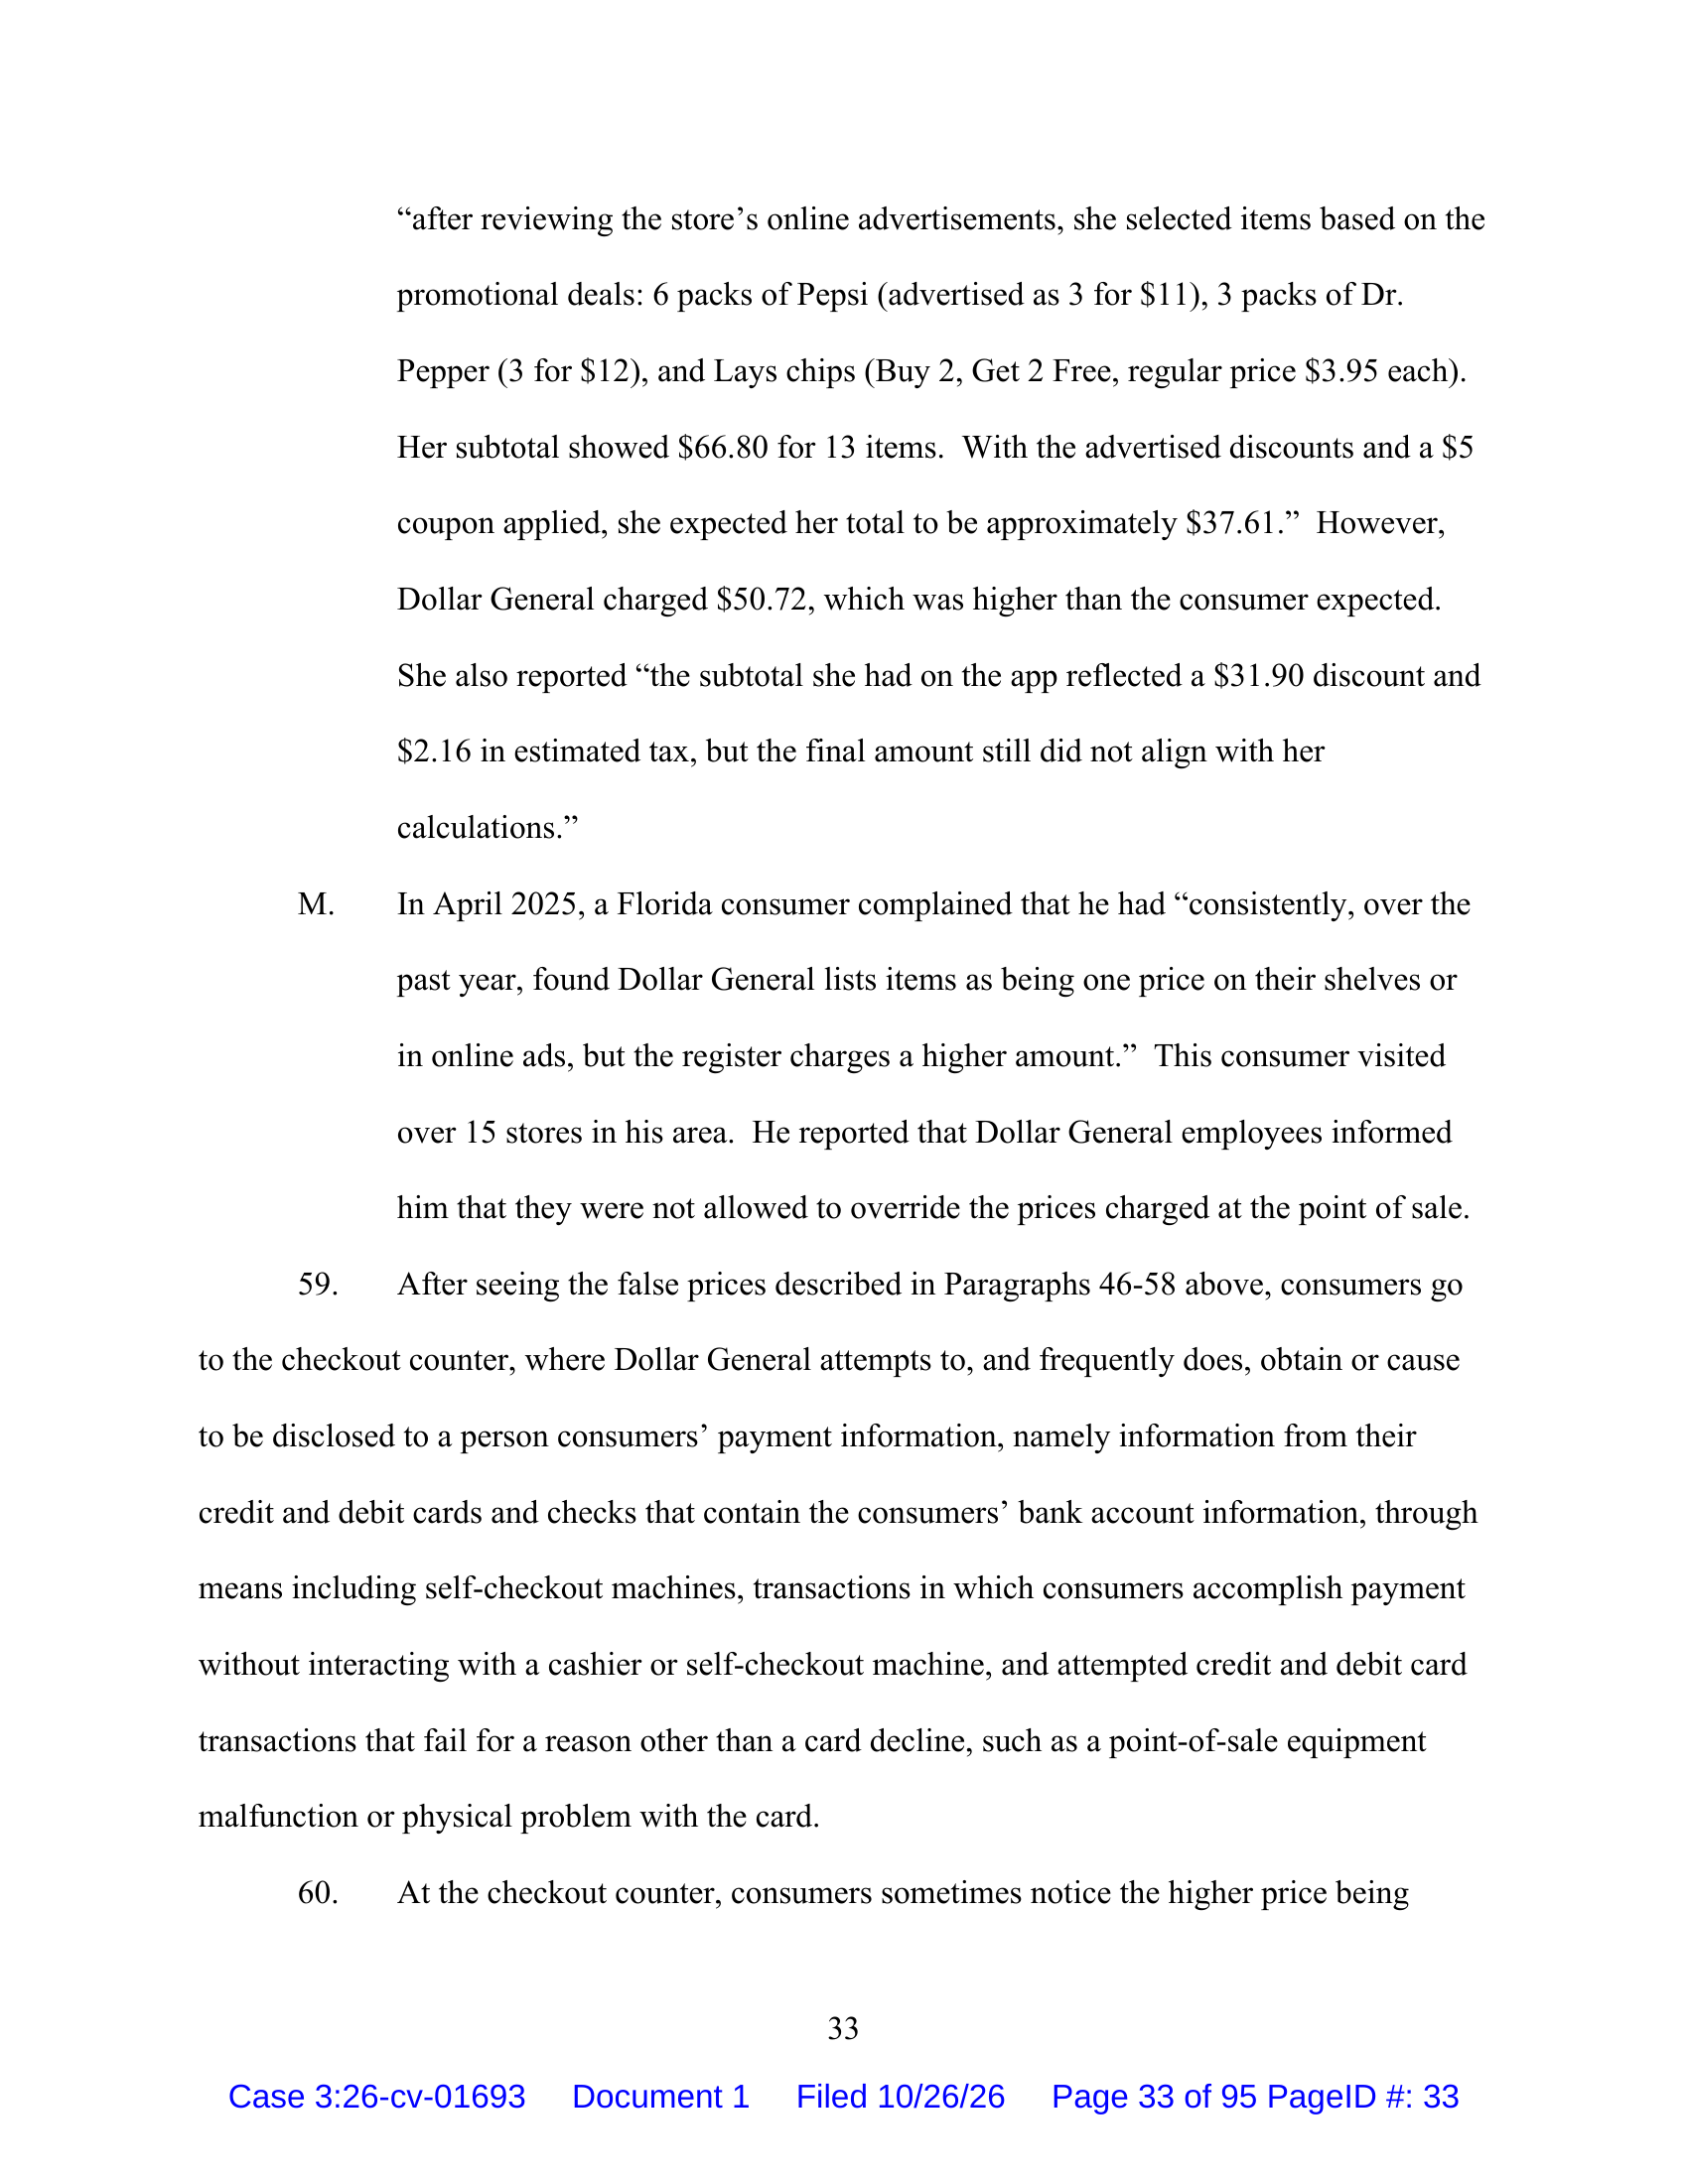 “after reviewing the store’s online advertisements, she selected items based on the
promotional deals: 6 packs of Pepsi (advertised as 3 for $11), 3 packs of Dr.
Pepper (3 for $12), and Lays chips (Buy 2, Get 2 Free, regular price $3.95 each).
Her subtotal showed $66.80 for 13 items.  With the advertised discounts and a $5
coupon applied, she expected her total to be approximately $37.61.”  However,
Dollar General charged $50.72, which was higher than the consumer expected.
She also reported “the subtotal she had on the app reflected a $31.90 discount and
$2.16 in estimated tax, but the final amount still did not align with her
calculations.”
M. In April 2025, a Florida consumer complained that he had “consistently, over the
past year, found Dollar General lists items as being one price on their shelves or
in online ads, but the register charges a higher amount.”  This consumer visited
over 15 stores in his area.  He reported that Dollar General employees informed
him that they were not allowed to override the prices charged at the point of sale.
59. After seeing the false prices described in Paragraphs 46-58 above, consumers go
to the checkout counter, where Dollar General attempts to, and frequently does, obtain or cause
to be disclosed to a person consumers’ payment information, namely information from their
credit and debit cards and checks that contain the consumers’ bank account information, through
means including self-checkout machines, transactions in which consumers accomplish payment
without interacting with a cashier or self-checkout machine, and attempted credit and debit card
transactions that fail for a reason other than a card decline, such as a point-of-sale equipment
malfunction or physical problem with the card.
60. At the checkout counter, consumers sometimes notice the higher price being
33
Case 3:26-cv-01693 Document 1 Filed 10/26/26 Page 33 of 95 PageID #: 33